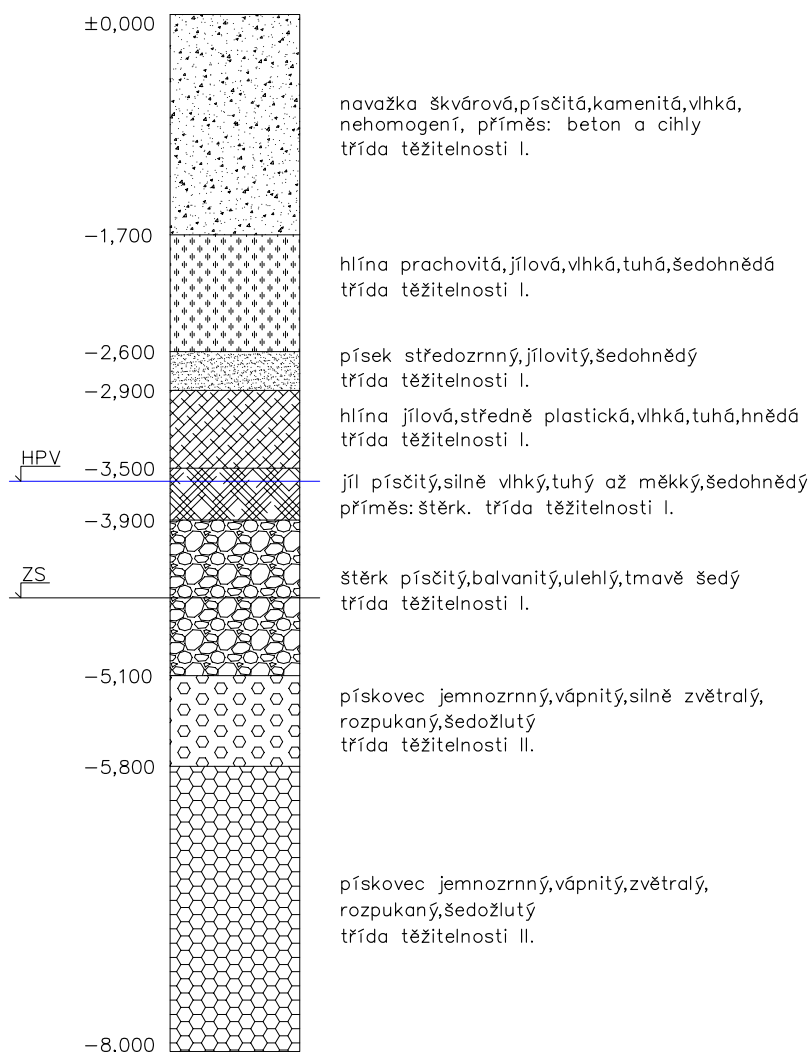 ±0,000
navažka škvárová,písčitá,kamenitá,vlhká,
nehomogení, příměs: beton a cihly
třída těžitelnosti I.
−1,700
hlína prachovitá,jílová,vlhká,tuhá,šedohnědá
třída těžitelnosti I.
−2,600
písek středozrnný,jílovitý,šedohnědý
třída těžitelnosti I.
−2,900
hlína jílová,středně plastická,vlhká,tuhá,hnědá
třída těžitelnosti I.
HPV
−3,500
jíl písčitý,silně vlhký,tuhý až měkký,šedohnědý
příměs: štěrk. třída těžitelnosti I.
−3,900
ZS
štěrk písčitý,balvanitý,ulehlý,tmavě šedý
třída těžitelnosti I.
−5,100
pískovec jemnozrnný,vápnitý,silně zvětralý,
rozpukaný,šedožlutý
třída těžitelnosti II.
−5,800
pískovec jemnozrnný,vápnitý,zvětralý,
rozpukaný,šedožlutý
třída těžitelnosti II.
−8,000